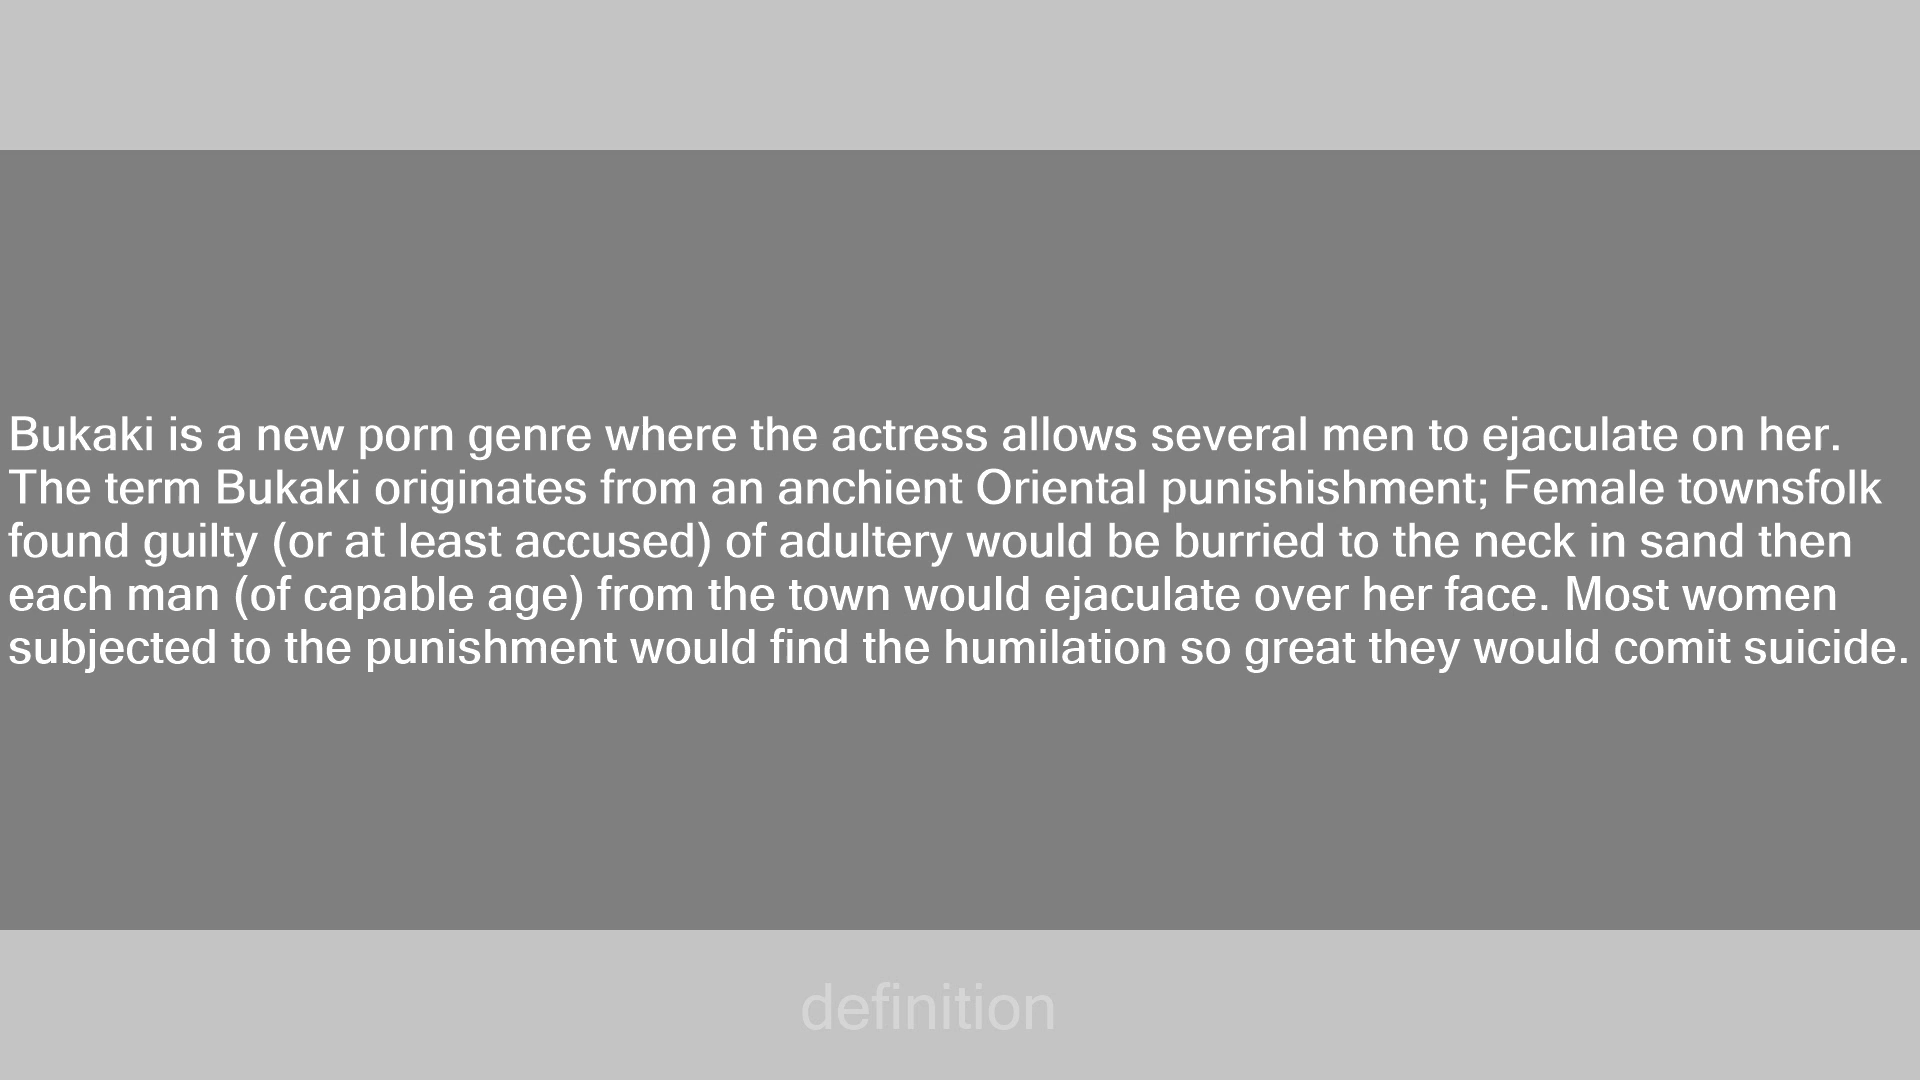 Bukaki is a new porn genre where the actress allows several men to ejaculate on her.
The term Bukaki originates from an anchient Oriental punishishment; Female townsfolk
found guilty (or at least accused) of adultery would be burried to the neck in sand then
each man (of capable age) from the town would ejaculate over her face. Most women
subjected to the punishment would find the humilation so great they would comit suicide.
definition